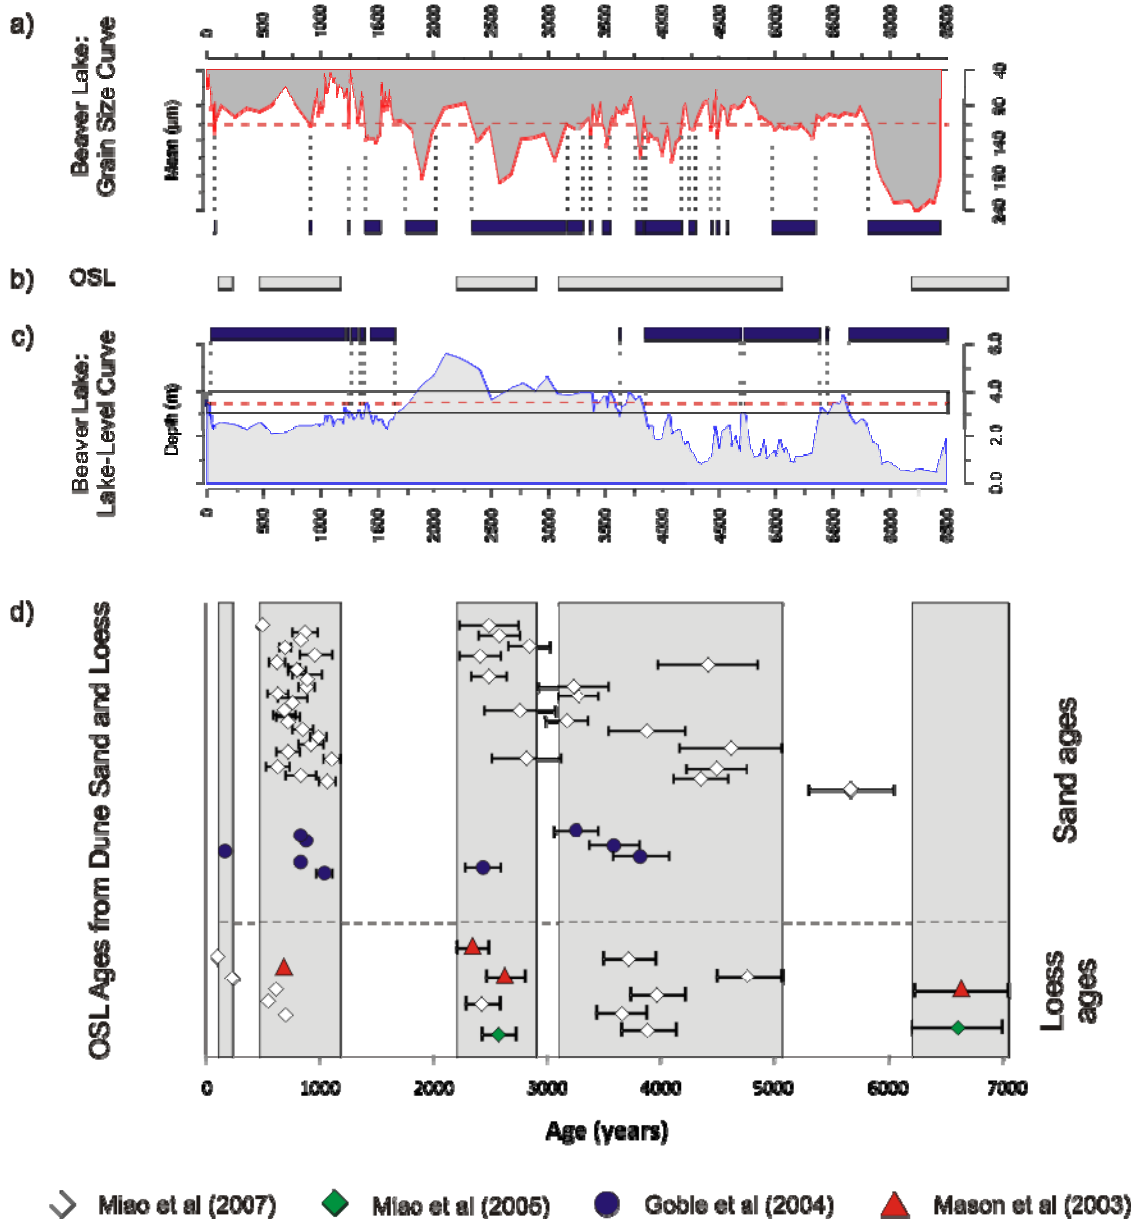 a)
0 500 1000 1500 2000 2500 3000 3500 4000 4500 5000 5500 6000 6500
Beaver Lake:
Grain Size Curve
Mean (µm)
40 90 140 190 240
b) OSL
c)
Beaver Lake:
Lake-Level Curve
Depth (m)
6.0 4.0 2.0 0.0
0 500 1000 1500 2000 2500 3000 3500 4000 4500 5000 5500 6000 6500
d)
OSL Ages from Dune Sand and Loess
Sand ages
Loess
ages
0 1000 2000 3000 4000 5000 6000 7000
Age (years)
Miao et al (2007) Miao et al (2005) Goble et al (2004) Mason et al (2003)